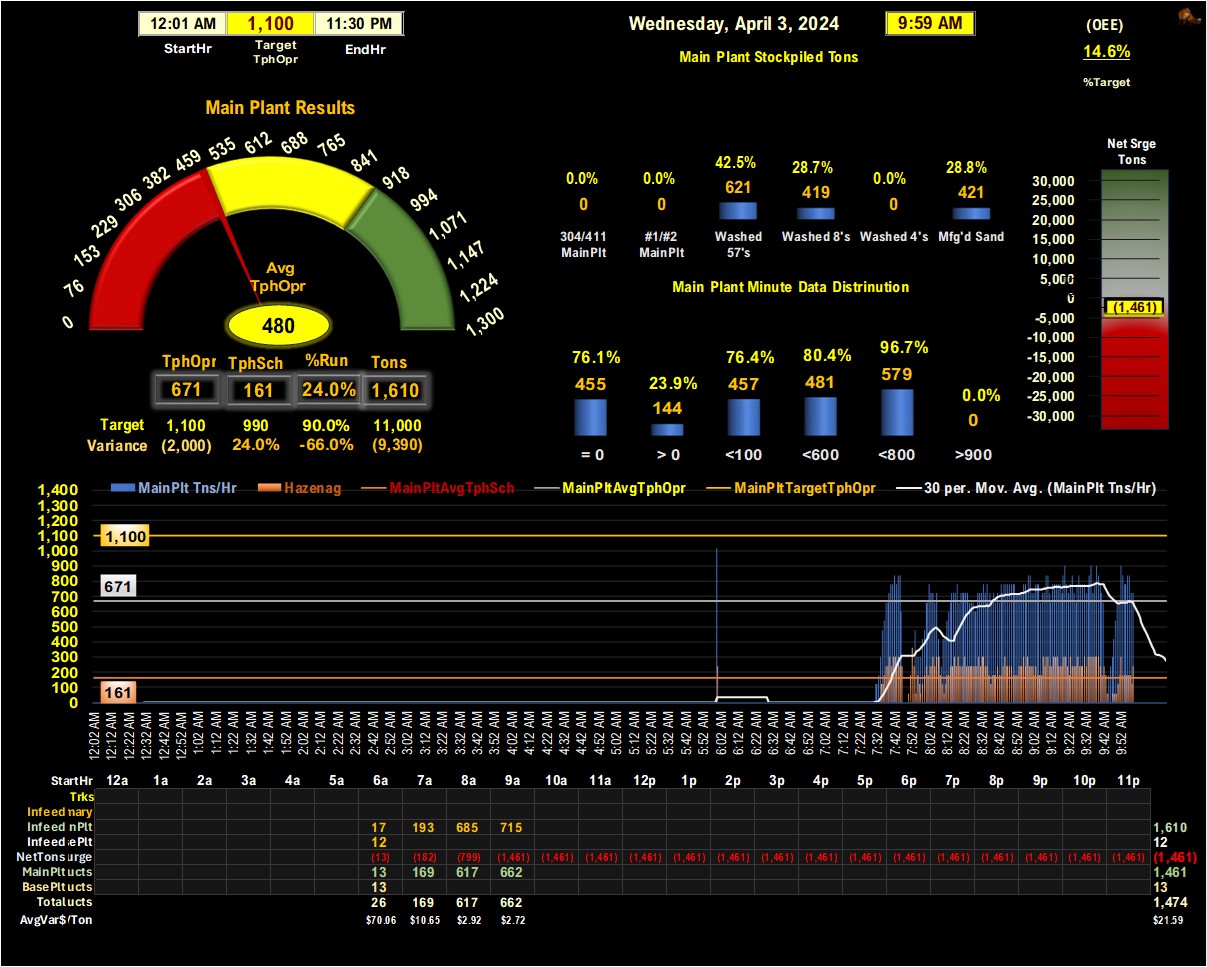 12:01 AM 1,100 11:30 PM
StartHr Target TphOpr EndHr
Wednesday, April 3, 2024 9:59 AM
Main Plant Stockpiled Tons
(OEE)
14.6%
%Target
Main Plant Results
0 76 153 229 306 382 459 535 612 688 765 841 918 994 1,071 1,147 1,224 1,300
Avg
TphOpr
480
TphOpr TphSch %Run Tons
671 161 24.0% 1,610
Target 1,100 990 90.0% 11,000
Variance (2,000) 24.0% -66.0% (9,390)
0.0% 0.0% 42.5% 28.7% 0.0% 28.8%
0 0 621 419 0 421
304/411 MainPlt #1/#2 MainPlt Washed 57's Washed 8's Washed 4's Mfg'd Sand
Main Plant Minute Data Distrinution
76.1% 23.9% 76.4% 80.4% 96.7% 0.0%
455 144 457 481 579 0
= 0 > 0 <100 <600 <800 >900
Net Srge
Tons
30,000
25,000
20,000
15,000
10,000
5,000
0
(1,461)
-5,000
-10,000
-15,000
-20,000
-25,000
-30,000
MainPlt Tns/Hr Hazenag MainPltAvgTphSch MainPltAvgTphOpr MainPltTargetTphOpr 30 per. Mov. Avg. (MainPlt Tns/Hr)
1,400
1,300
1,200
1,100 1,100
1,000
900
800 671
700
600
500
400
300
200
100 161
0
12:02 AM 12:12 AM 12:22 AM 12:32 AM 12:42 AM 12:52 AM 1:02 AM 1:12 AM 1:22 AM 1:32 AM 1:42 AM 1:52 AM 2:02 AM 2:12 AM 2:22 AM 2:32 AM 2:42 AM 2:52 AM 3:02 AM 3:12 AM 3:22 AM 3:32 AM 3:42 AM 3:52 AM 4:02 AM 4:12 AM 4:22 AM 4:32 AM 4:42 AM 4:52 AM 5:02 AM 5:12 AM 5:22 AM 5:32 AM 5:42 AM 5:52 AM 6:02 AM 6:12 AM 6:22 AM 6:32 AM 6:42 AM 6:52 AM 7:02 AM 7:12 AM 7:22 AM 7:32 AM 7:42 AM 7:52 AM 8:02 AM 8:12 AM 8:22 AM 8:32 AM 8:42 AM 8:52 AM 9:02 AM 9:12 AM 9:22 AM 9:32 AM 9:42 AM 9:52 AM
StartHr 12a 1a 2a 3a 4a 5a 6a 7a 8a 9a 10a 11a 12p 1p 2p 3p 4p 5p 6p 7p 8p 9p 10p 11p
Trks
Infeed mary
Infeed nPlt 17 193 685 715 1,610
Infeed ePlt 12 12
NetTons urge (13) (182) (799) (1,461) (1,461) (1,461) (1,461) (1,461) (1,461) (1,461) (1,461) (1,461) (1,461) (1,461) (1,461) (1,461) (1,461) (1,461) (1,461)
MainPlt ucts 13 169 617 662 1,461
BasePlt ucts 13 13
Total ucts 26 169 617 662 1,474
AvgVar$/Ton $70.06 $10.65 $2.92 $2.72 $21.59